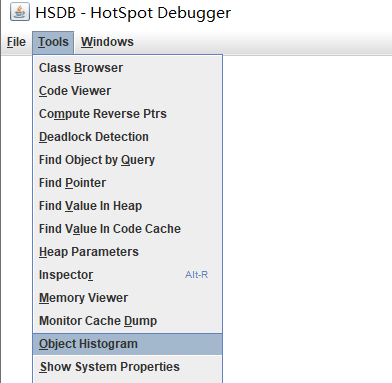 HSDB - HotSpot Debugger
File Tools Windows
Class Browser
Code Viewer
Compute Reverse Ptrs
Deadlock Detection
Find Object by Query
Find Pointer
Find Value In Heap
Find Value In Code Cache
Heap Parameters
Inspector Alt-R
Memory Viewer
Monitor Cache Dump
Object Histogram
Show System Properties